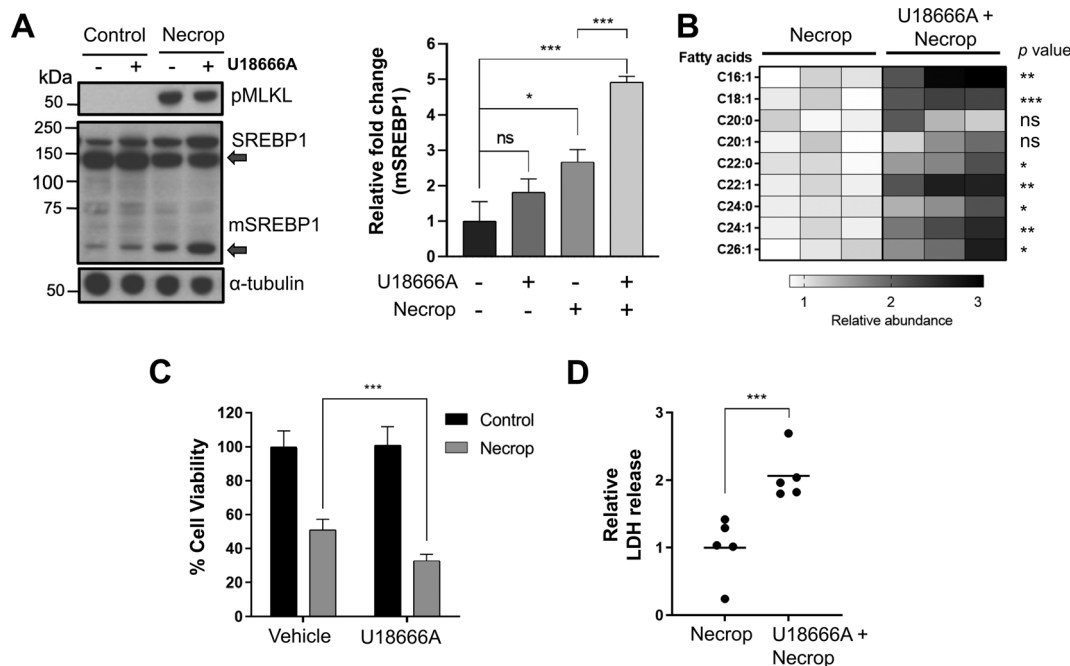 A
Control Necrop
- + - + U18666A
kDa
50 pMLKL
250 SREBP1
150
100
75
mSREBP1
50 α-tubulin
Relative fold change
(mSREBP1)
6
5
4
3
2
1
0
ns
*
***
***
U18666A - + - +
Necrop - - + +
B
Fatty acids Necrop U18666A +
Necrop p value
C16:1 **
C18:1 ***
C20:0 ns
C20:1 ns
C22:0 *
C22:1 **
C24:0 *
C24:1 **
C26:1 *
1 2 3
Relative abundance
C
% Cell Viability
120
100
80
60
40
20
0
***
Control
Necrop
Vehicle U18666A
D
Relative
LDH release
3
2
1
0
***
Necrop U18666A +
Necrop